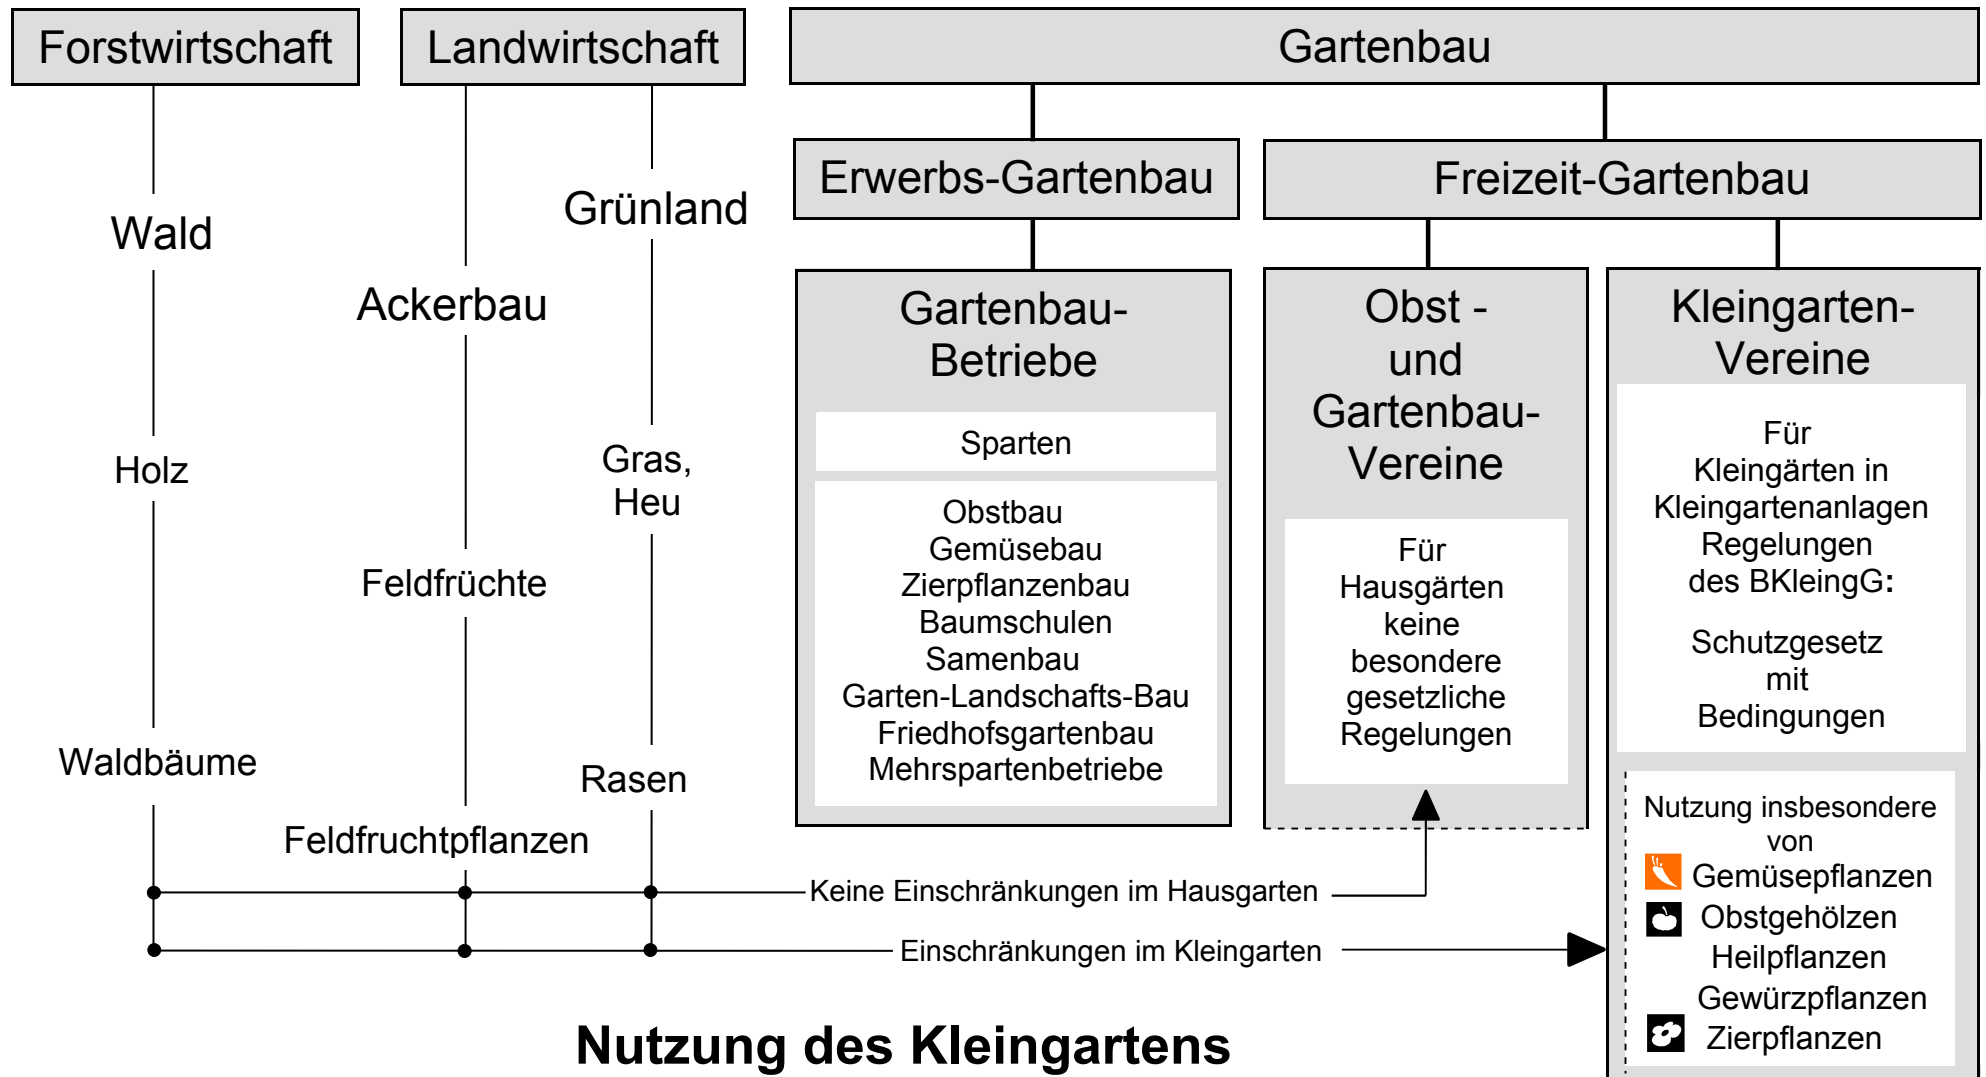 Forstwirtschaft
Landwirtschaft
Gartenbau
Erwerbs-Gartenbau
Freizeit-Gartenbau
Wald
Grünland
Ackerbau
Holz
Gras,
Heu
Feldfrüchte
Waldbäume
Rasen
Feldfruchtpflanzen
Gartenbau-
Betriebe
Sparten
Obstbau
Gemüsebau
Zierpflanzenbau
Baumschulen
Samenbau
Garten-Landschafts-Bau
Friedhofsgartenbau
Mehrspartenbetriebe
Obst -
und
Gartenbau-
Vereine
Für
Hausgärten
keine
besondere
gesetzliche
Regelungen
Kleingarten-
Vereine
Für
Kleingärten in
Kleingartenanlagen
Regelungen
des BKleingG:
Schutzgesetz
mit
Bedingungen
Nutzung insbesondere
von
Gemüsepflanzen
Obstgehölzen
Heilpflanzen
Gewürzpflanzen
Zierpflanzen
Keine Einschränkungen im Hausgarten
Einschränkungen im Kleingarten
Nutzung des Kleingartens